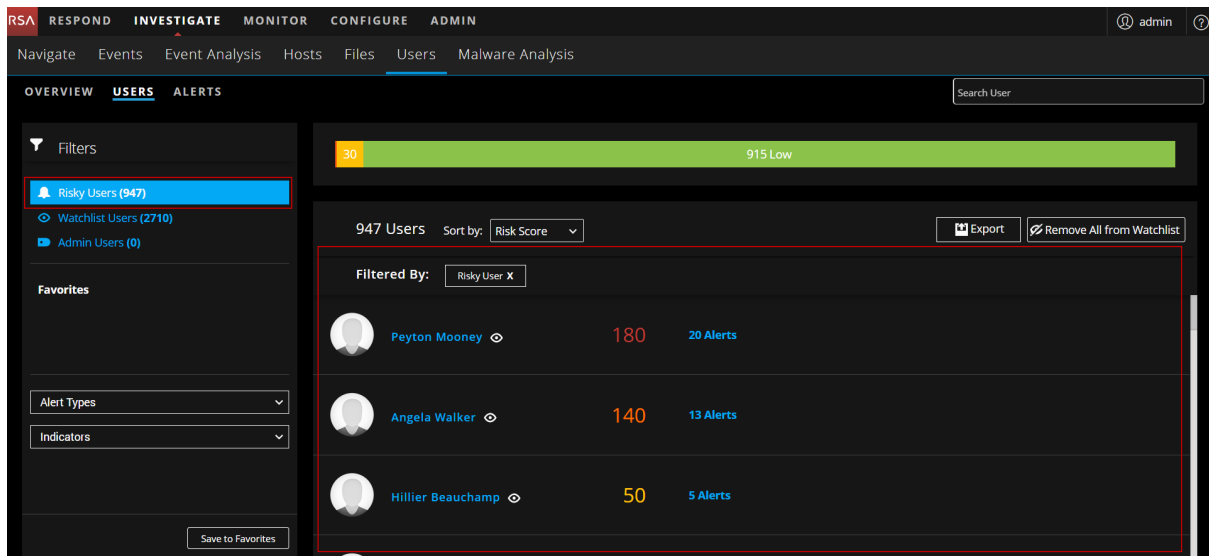 RSA RESPOND INVESTIGATE MONITOR CONFIGURE ADMIN admin ?
Navigate Events Event Analysis Hosts Files Users Malware Analysis
OVERVIEW USERS ALERTS Search User
Filters
30 915 Low
Risky Users (947)
Watchlist Users (2710)
Admin Users (0)
947 Users Sort by: Risk Score Export Remove All from Watchlist
Filtered By: Risky User X
Favorites
Peyton Mooney 180 20 Alerts
Alert Types
Angela Walker 140 13 Alerts
Indicators
Hillier Beauchamp 50 5 Alerts
Save to Favorites